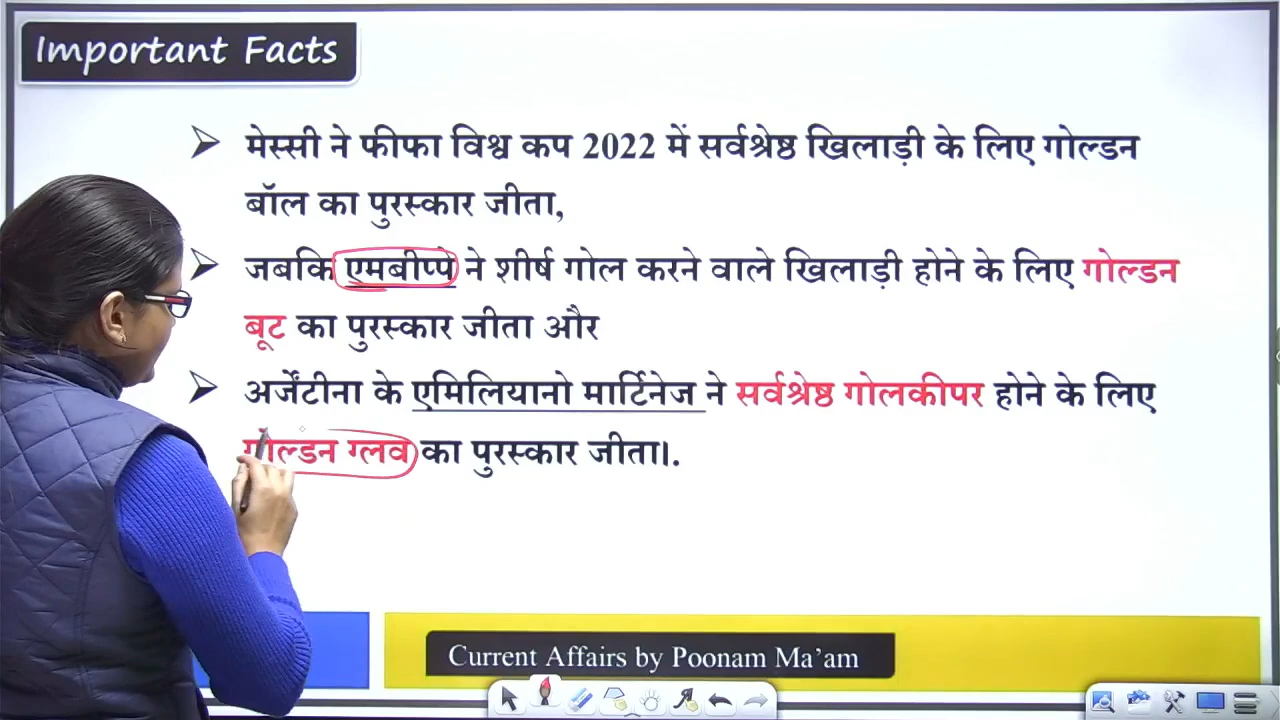 Important Facts
मेस्सी ने फीफा विश्व कप 2022 में सर्वश्रेष्ठ खिलाड़ी के लिए गोल्डन
बॉल का पुरस्कार जीता,
जबकि एमबीप्पे ने शीर्ष गोल करने वाले खिलाड़ी होने के लिए गोल्डन
बूट का पुरस्कार जीता और
अर्जेंटीना के एमिलियानो मार्टिनेज ने सर्वश्रेष्ठ गोलकीपर होने के लिए
गोल्डन ग्लव का पुरस्कार जीता।.
Current Affairs by Poonam Ma'am